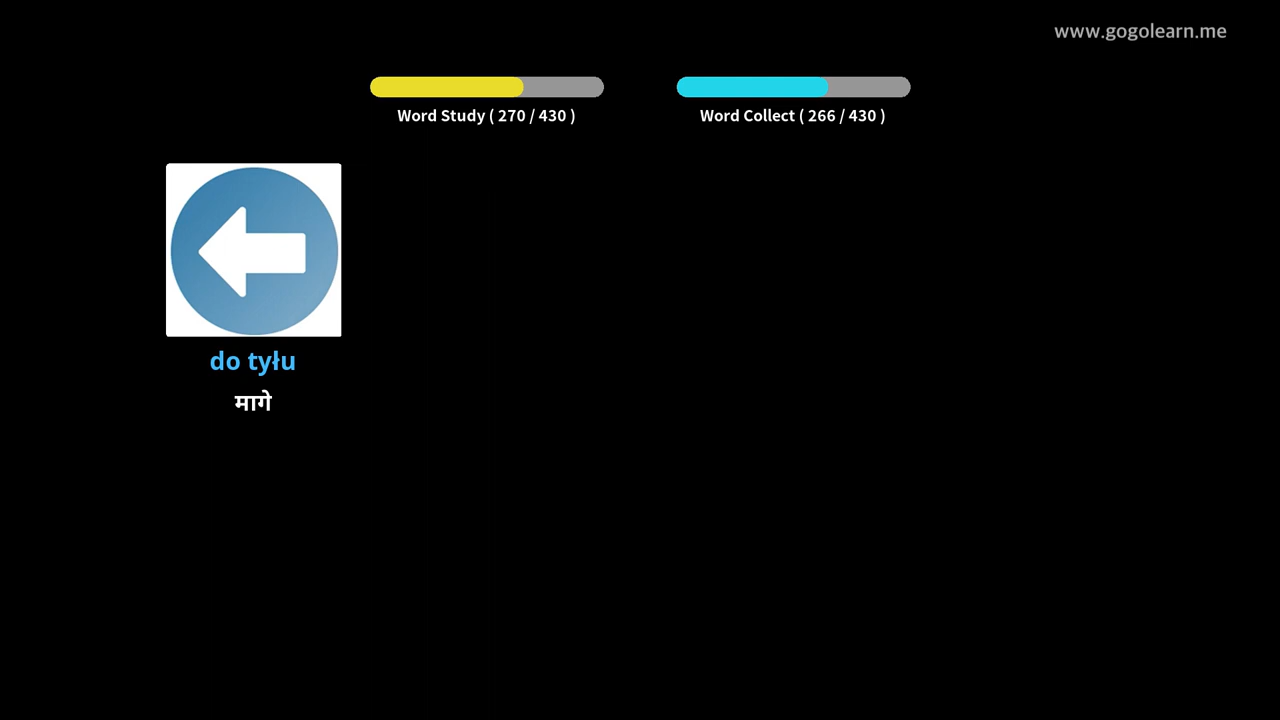 www.gogolearn.me
Word Study ( 270 / 430 )
Word Collect ( 266 / 430 )
do tyłu
मागे